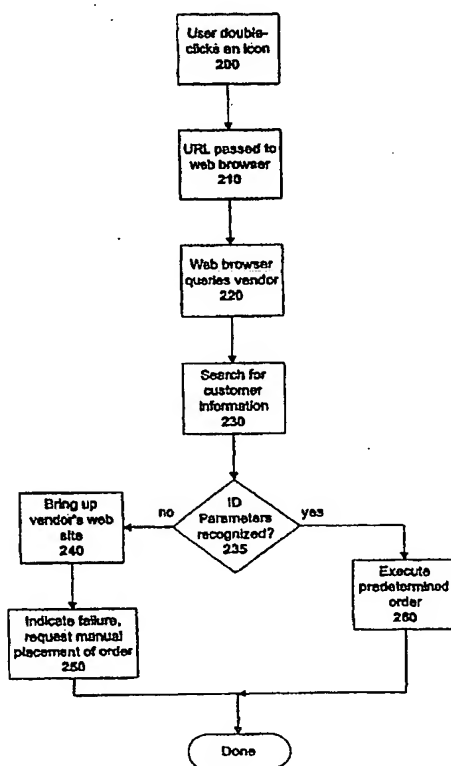 User double-
clicks an icon
200
URL passed to
web browser
210
Web browser
queries vendor
220
Search for
customer
information
230
ID
Parameters
recognized?
235
no
yes
Bring up
vendor's web
site
240
Indicate failure,
request manual
placement of order
250
Execute
predetermined
order
260
Done